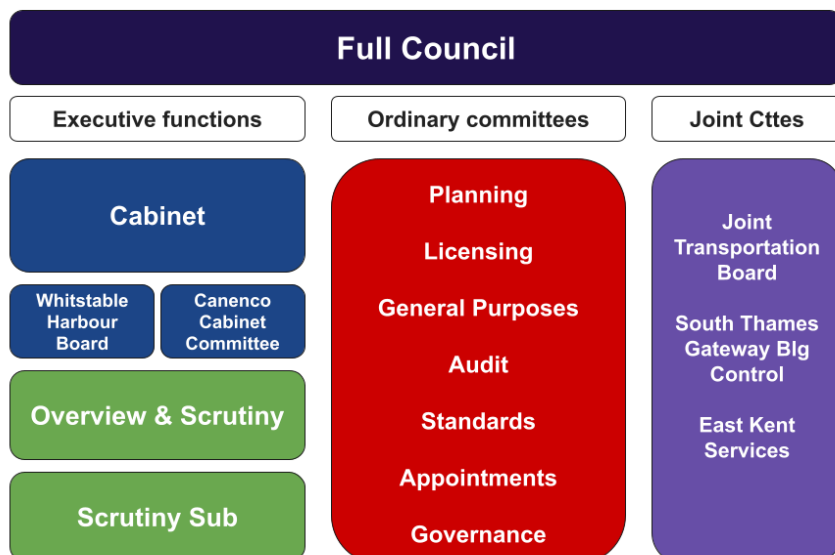 Full Council
Executive functions
Ordinary committees
Joint Cttes
Cabinet
Whitstable
Harbour
Board
Canenco
Cabinet
Committee
Overview & Scrutiny
Scrutiny Sub
Planning
Licensing
General Purposes
Audit
Standards
Appointments
Governance
Joint
Transportation
Board
South Thames
Gateway Blg
Control
East Kent
Services